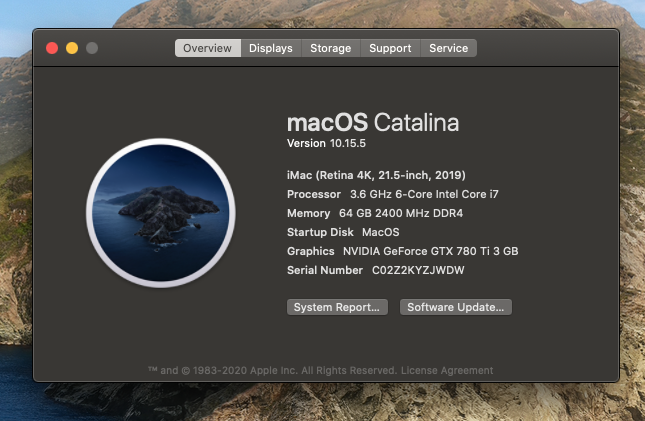 Overview Displays Storage Support Service
macOS Catalina
Version 10.15.5
iMac (Retina 4K, 21.5-inch, 2019)
Processor 3.6 GHz 6-Core Intel Core i7
Memory 64 GB 2400 MHz DDR4
Startup Disk MacOS
Graphics NVIDIA GeForce GTX 780 Ti 3 GB
Serial Number C02Z2KYZJWDW
System Report... Software Update...
™ and © 1983-2020 Apple Inc. All Rights Reserved. License Agreement